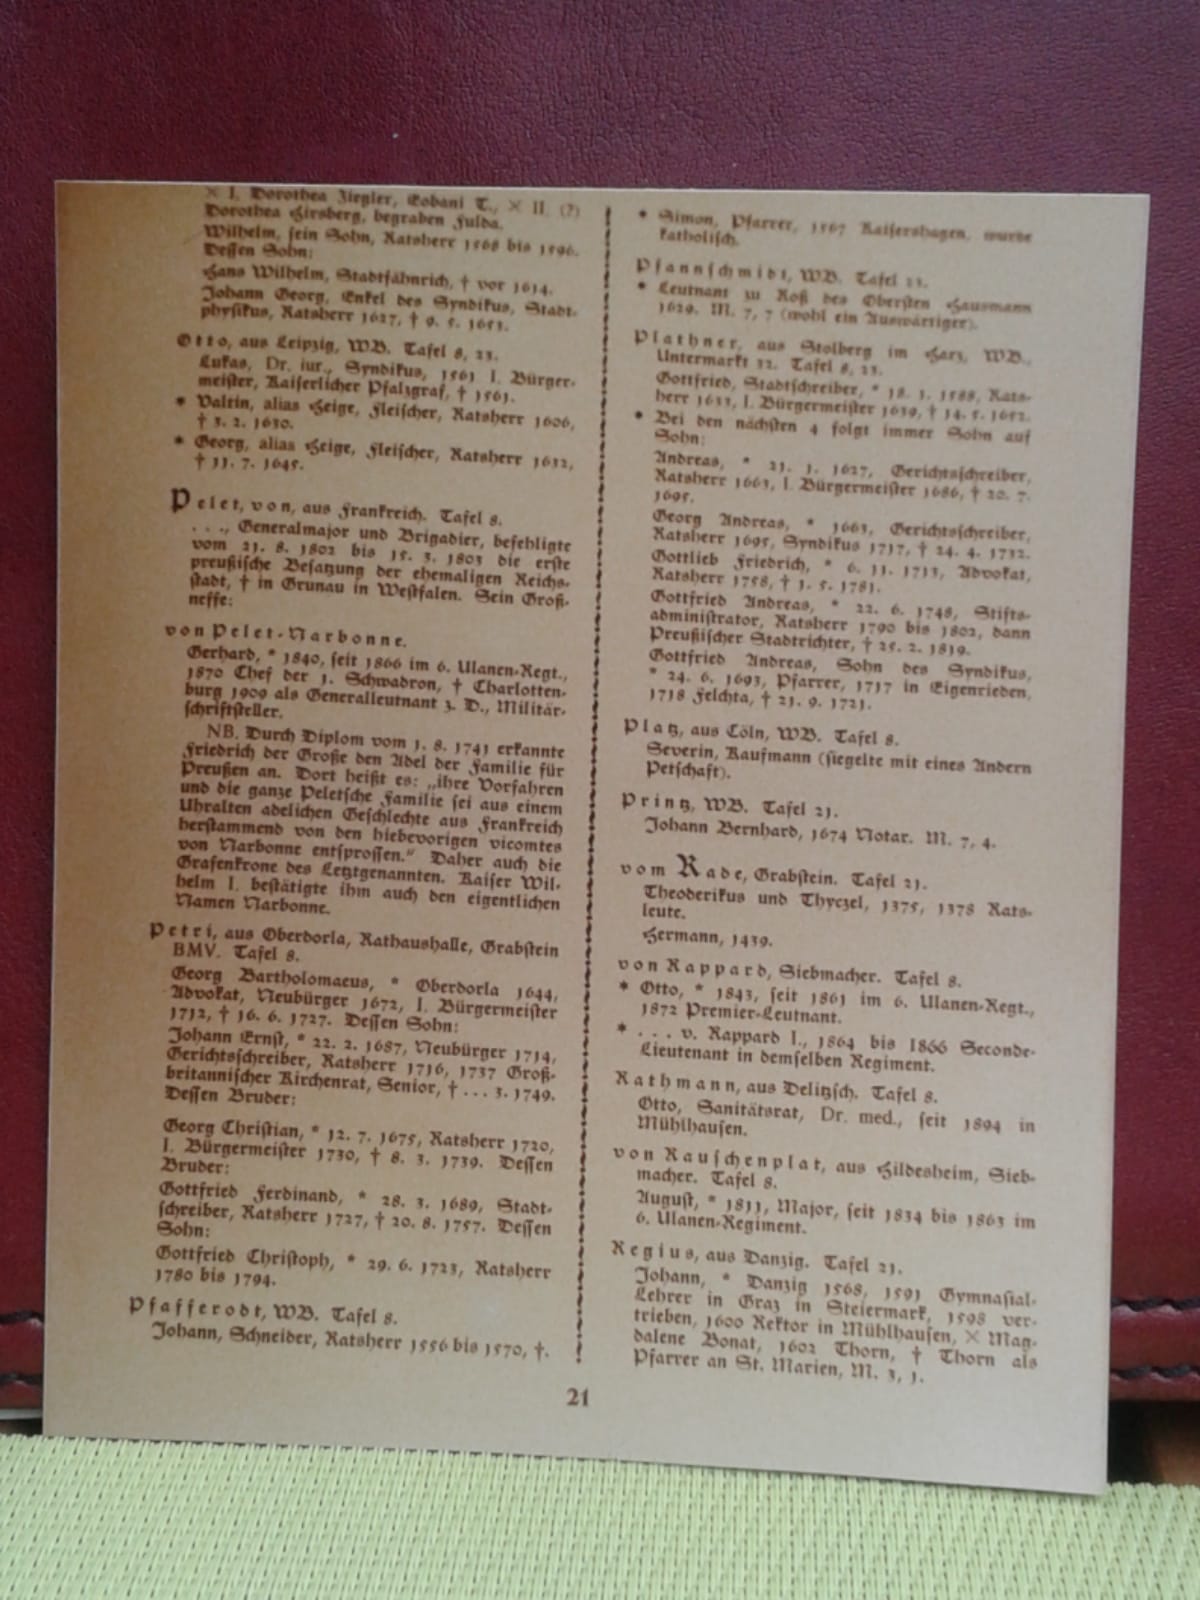 × I. Dorothea Ziegler, Eobani T., × II. (?)
Dorothea Hirsberg, begraben Fulda.
Wilhelm, sein Sohn, Ratsherr 1568 bis 1596.
Dessen Sohn:
Hans Wilhelm, Stadtfähnrich, † vor 1614.
Johann Georg, Enkel des Syndikus, Stadt-
physikus, Ratsherr 1627, † 9. 5. 1651.
Otto, aus Leipzig, WB. Tafel 8, 23.
Lukas, Dr. iur., Syndikus, 1561 I. Bürger-
meister, Kaiserlicher Pfalzgraf, † 1561.
* Valtin, alias Heige, Fleischer, Ratsherr 1606,
† 3. 2. 1630.
* Georg, alias Heige, Fleischer, Ratsherr 1632,
† 11. 7. 1645.
Pelet, von, aus Frankreich. Tafel 8.
. . ., Generalmajor und Brigadier, befehligte
vom 21. 8. 1802 bis 15. 3. 1803 die erste
preußische Besatzung der ehemaligen Reichs-
stadt, † in Grunau in Westfalen. Sein Groß-
neffe:
von Pelet-Narbonne.
Gerhard, * 1840, seit 1866 im 6. Ulanen-Regt.,
1870 Chef der 1. Schwadron, † Charlotten-
burg 1909 als Generalleutnant z. D., Militär-
schriftsteller.
NB. Durch Diplom vom 1. 8. 1741 erkannte
Friedrich der Große den Adel der Familie für
Preußen an. Dort heißt es: „ihre Vorfahren
und die ganze Peletsche Familie sei aus einem
Uhralten adelichen Geschlechte aus Frankreich
herstammend von den hiebevorigen vicomtes
von Narbonne entsprossen.“ Daher auch die
Grafenkrone des Letztgenannten. Kaiser Wil-
helm I. bestätigte ihm auch den eigentlichen
Namen Narbonne.
Petri, aus Oberdorla, Rathaushalle, Grabstein
BMV. Tafel 8.
Georg Bartholomaeus, * Oberdorla 1644,
Advokat, Neubürger 1672, I. Bürgermeister
1712, † 16. 6. 1727. Dessen Sohn:
Johann Ernst, * 22. 2. 1687, Neubürger 1714,
Gerichtsschreiber, Ratsherr 1716, 1737 Groß-
britannischer Kirchenrat, Senior, † . . . 3. 1749.
Dessen Bruder:
Georg Christian, * 12. 7. 1675, Ratsherr 1720,
I. Bürgermeister 1730, † 8. 3. 1739. Dessen
Bruder:
Gottfried Ferdinand, * 28. 3. 1689, Stadt-
schreiber, Ratsherr 1727, † 20. 8. 1757. Dessen
Sohn:
Gottfried Christoph, * 29. 6. 1723, Ratsherr
1780 bis 1794.
Pfafferodt, WB. Tafel 8.
Johann, Schneider, Ratsherr 1556 bis 1570, †.
* Simon, Pfarrer, 1567 Kaisershagen, wurde
katholisch.
Pfannschmidt, WB. Tafel 23.
* Leutnant zu Roß des Obersten Hausmann
1629. M. 7, 7 (wohl ein Auswärtiger).
Plathner, aus Stolberg im Harz, WB.,
Untermarkt 32. Tafel 8, 23.
Gottfried, Stadtschreiber, * 18. 1. 1588, Rats-
herr 1633, I. Bürgermeister 1639, † 14. 5. 1652.
* Bei den nächsten 4 folgt immer Sohn auf
Sohn:
Andreas, * 21. 1. 1627, Gerichtsschreiber,
Ratsherr 1663, I. Bürgermeister 1686, † 20. 7.
1695.
Georg Andreas, * 1663, Gerichtsschreiber,
Ratsherr 1695, Syndikus 1717, † 24. 4. 1732.
Gottlieb Friedrich, * 6. 11. 1713, Advokat,
Ratsherr 1758, † 1. 5. 1781.
Gottfried Andreas, * 22. 6. 1748, Stifts-
administrator, Ratsherr 1790 bis 1802, dann
Preußischer Stadtrichter, † 25. 2. 1819.
Gottfried Andreas, Sohn des Syndikus,
* 24. 6. 1693, Pfarrer, 1717 in Eigenrieden,
1718 Felchta, † 21. 9. 1721.
Platz, aus Cöln, WB. Tafel 8.
Severin, Kaufmann (siegelte mit eines Andern
Petschaft).
Printz, WB. Tafel 21.
Johann Bernhard, 1674 Notar. M. 7, 4.
vom Rade, Grabstein. Tafel 21.
Theoderikus und Thyczel, 1375, 1378 Rats-
leute.
Hermann, 1439.
von Rappard, Siebmacher. Tafel 8.
* Otto, * 1843, seit 1861 im 6. Ulanen-Regt.,
1872 Premier-Leutnant.
* . . . v. Rappard I., 1864 bis 1866 Seconde-
Lieutenant in demselben Regiment.
Rathmann, aus Delitzsch. Tafel 8.
Otto, Sanitätsrat, Dr. med., seit 1894 in
Mühlhausen.
von Rauschenplat, aus Hildesheim, Sieb-
macher. Tafel 8.
August, * 1811, Major, seit 1834 bis 1863 im
6. Ulanen-Regiment.
Regius, aus Danzig. Tafel 21.
Johann, * Danzig 1568, 1591 Gymnasial-
Lehrer in Graz in Steiermark, 1598 ver-
trieben, 1600 Rektor in Mühlhausen, × Mag-
dalene Bonat, 1602 Thorn, † Thorn als
Pfarrer an St. Marien, M. 3, 1.
21